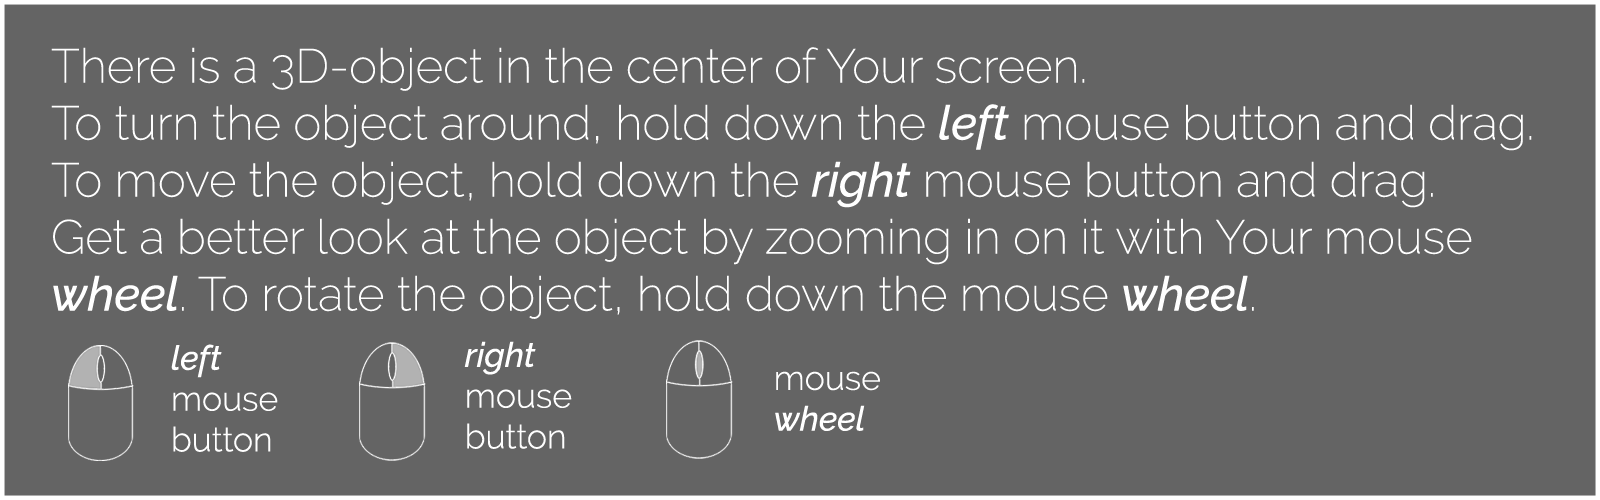 There is a 3D-object in the center of Your screen.
To turn the object around, hold down the left mouse button and drag.
To move the object, hold down the right mouse button and drag.
Get a better look at the object by zooming in on it with Your mouse
wheel. To rotate the object, hold down the mouse wheel.
left
mouse
button
right
mouse
button
mouse
wheel